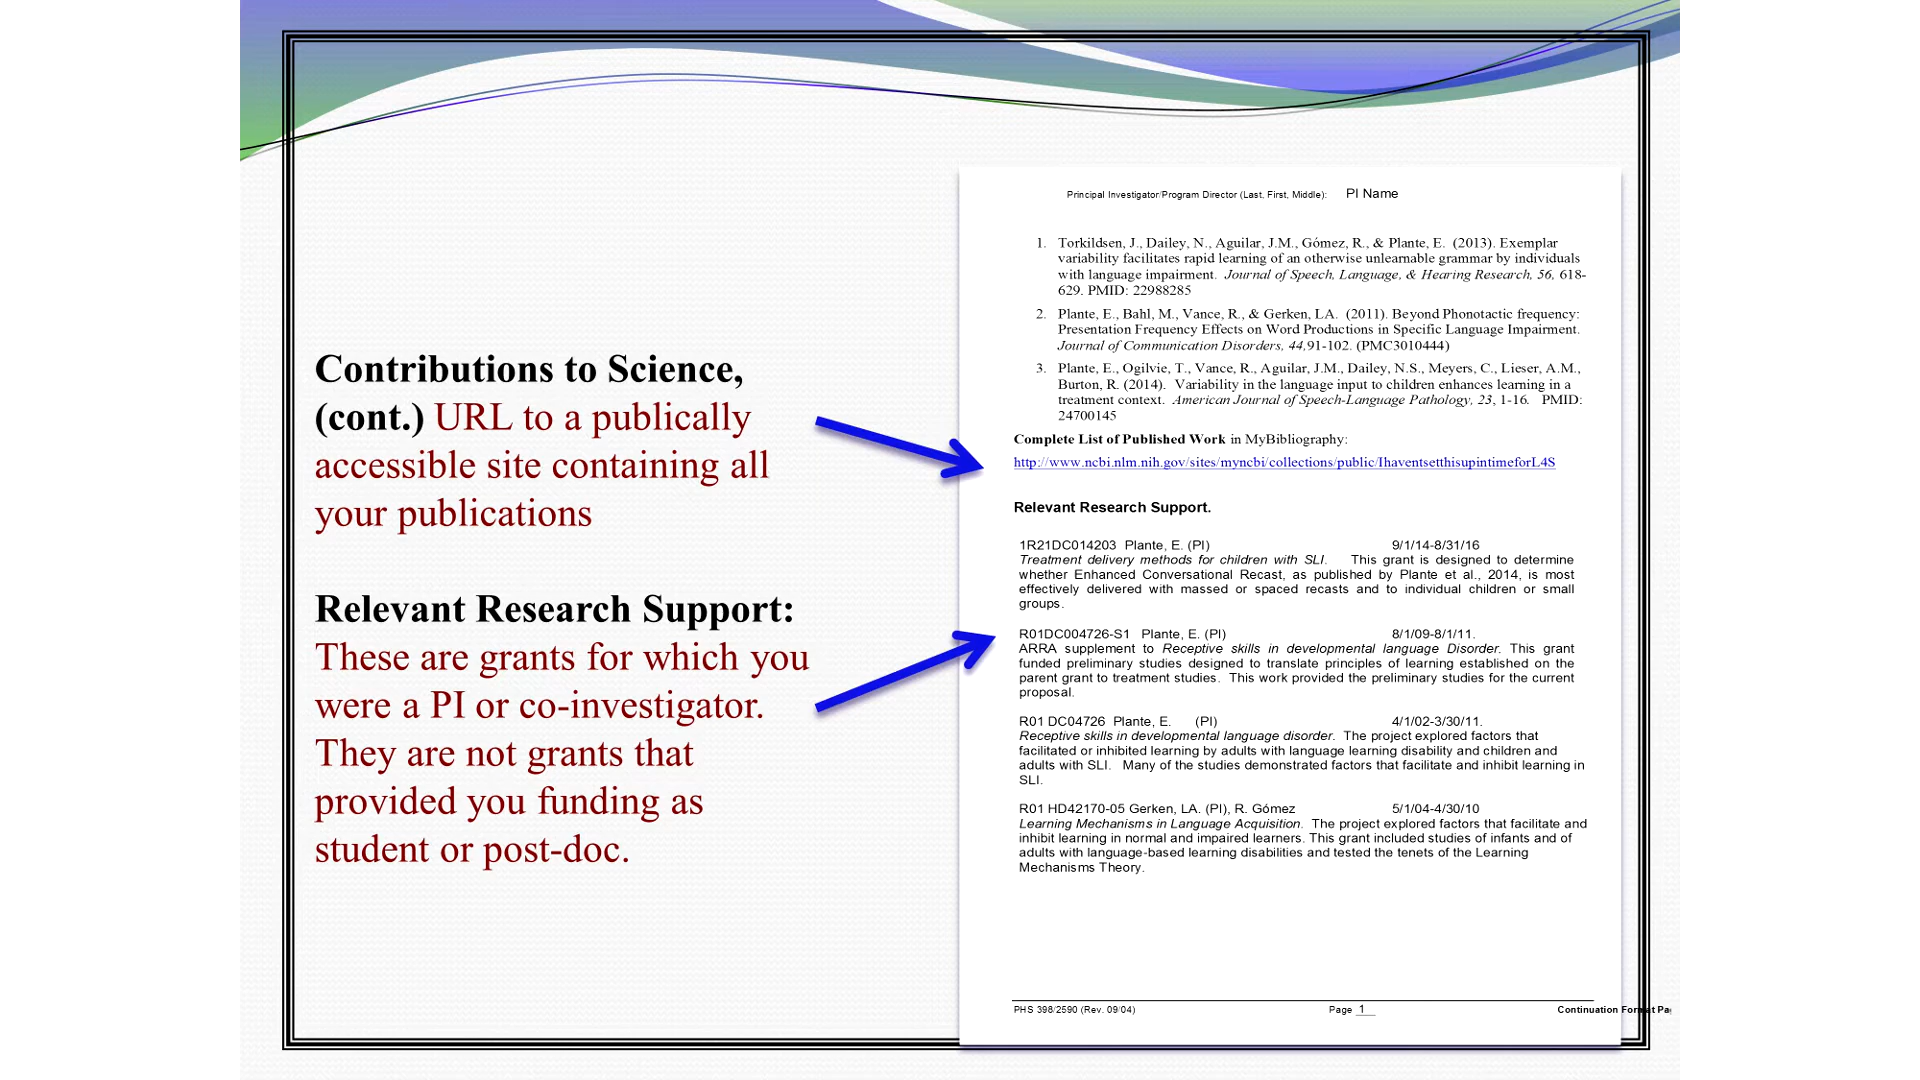 Contributions to Science,
(cont.) URL to a publically
accessible site containing all
your publications
Relevant Research Support:
These are grants for which you
were a PI or co-investigator.
They are not grants that
provided you funding as
student or post-doc.
Principal Investigator/Program Director (Last, First, Middle): PI Name
1. Torkildsen, J., Dailey, N., Aguilar, J.M., Gómez, R., & Plante, E. (2013). Exemplar
variability facilitates rapid learning of an otherwise unlearnable grammar by individuals
with language impairment. Journal of Speech, Language, & Hearing Research, 56, 618-
629. PMID: 22988285
2. Plante, E., Bahl, M., Vance, R., & Gerken, LA. (2011). Beyond Phonotactic frequency:
Presentation Frequency Effects on Word Productions in Specific Language Impairment.
Journal of Communication Disorders, 44,91-102. (PMC3010444)
3. Plante, E., Ogilvie, T., Vance, R., Aguilar, J.M., Dailey, N.S., Meyers, C., Lieser, A.M.,
Burton, R. (2014). Variability in the language input to children enhances learning in a
treatment context. American Journal of Speech-Language Pathology, 23, 1-16. PMID:
24700145
Complete List of Published Work in MyBibliography:
http://www.ncbi.nlm.nih.gov/sites/myncbi/collections/public/IhaventsetthisupintimeforL4S
Relevant Research Support.
1R21DC014203 Plante, E. (PI) 9/1/14-8/31/16
Treatment delivery methods for children with SLI. This grant is designed to determine
whether Enhanced Conversational Recast, as published by Plante et al., 2014, is most
effectively delivered with massed or spaced recasts and to individual children or small
groups.
R01DC004726-S1 Plante, E. (PI) 8/1/09-8/1/11.
ARRA supplement to Receptive skills in developmental language Disorder. This grant
funded preliminary studies designed to translate principles of learning established on the
parent grant to treatment studies. This work provided the preliminary studies for the current
proposal.
R01 DC04726 Plante, E. (PI) 4/1/02-3/30/11.
Receptive skills in developmental language disorder. The project explored factors that
facilitated or inhibited learning by adults with language learning disability and children and
adults with SLI. Many of the studies demonstrated factors that facilitate and inhibit learning in
SLI.
R01 HD42170-05 Gerken, LA. (PI), R. Gómez 5/1/04-4/30/10
Learning Mechanisms in Language Acquisition. The project explored factors that facilitate and
inhibit learning in normal and impaired learners. This grant included studies of infants and of
adults with language-based learning disabilities and tested the tenets of the Learning
Mechanisms Theory.
PHS 398/2590 (Rev. 09/04) Page 1 Continuation Format Pa